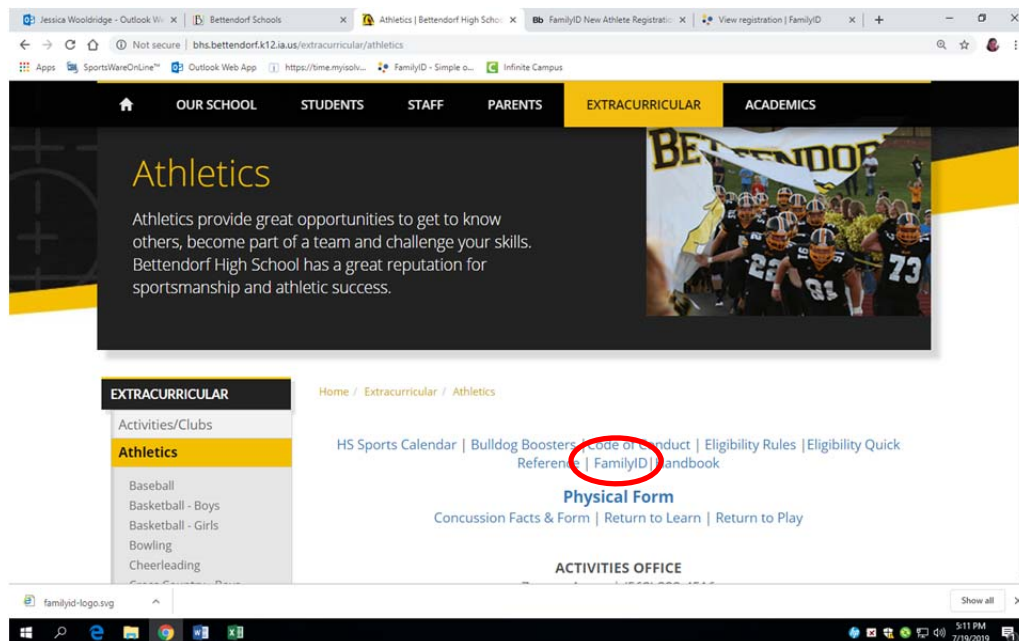 Jessica Wooldridge - Outlook W
Bettendorf Schools
Athletics | Bettendorf High Schoo
FamilyID New Athlete Registratio
View registration | FamilyID
Not secure | bhs.bettendorf.k12.ia.us/extracurricular/athletics
Apps SportsWareOnLine™ Outlook Web App https://time.myisolv... FamilyID - Simple o... Infinite Campus
OUR SCHOOL STUDENTS STAFF PARENTS EXTRACURRICULAR ACADEMICS
BETTENDOR
Athletics
Athletics provide great opportunities to get to know
others, become part of a team and challenge your skills.
Bettendorf High School has a great reputation for
sportsmanship and athletic success.
22
91
73
EXTRACURRICULAR
Activities/Clubs
Athletics
Baseball
Basketball - Boys
Basketball - Girls
Bowling
Cheerleading
Home / Extracurricular / Athletics
HS Sports Calendar | Bulldog Boosters |Code of Conduct | Eligibility Rules |Eligibility Quick
Reference | FamilyID|Handbook
Physical Form
Concussion Facts & Form | Return to Learn | Return to Play
ACTIVITIES OFFICE
familyid-logo.svg
Show all
5:11 PM
7/19/2019